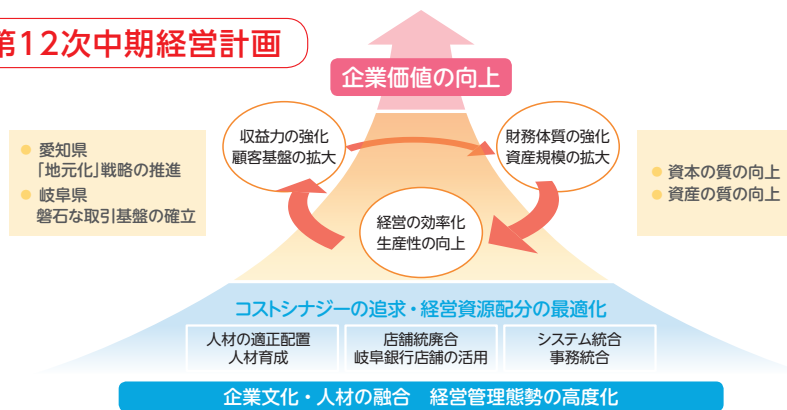 第12次中期経営計画
企業価値の向上
収益力の強化
顧客基盤の拡大
財務体質の強化
資産規模の拡大
● 愛知県
「地元化」戦略の推進
● 岐阜県
磐石な取引基盤の確立
● 資本の質の向上
● 資産の質の向上
経営の効率化
生産性の向上
コストシナジーの追求・経営資源配分の最適化
人材の適正配置
人材育成
店舗統廃合
岐阜銀行店舗の活用
システム統合
事務統合
企業文化・人材の融合　経営管理態勢の高度化